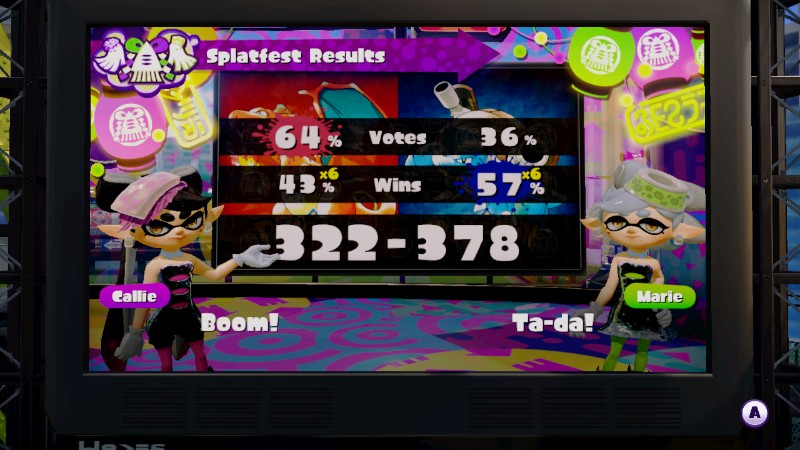 Splatfest Results
64% Votes 36%
43×6% Wins 57×6%
322-378
Callie
Marie
Boom!
Ta-da!
A